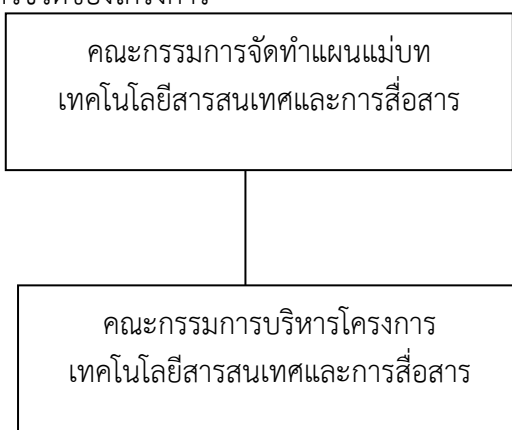 คณะกรรมการจัดทำแผนแม่บท
เทคโนโลยีสารสนเทศและการสื่อสาร
คณะกรรมการบริหารโครงการ
เทคโนโลยีสารสนเทศและการสื่อสาร